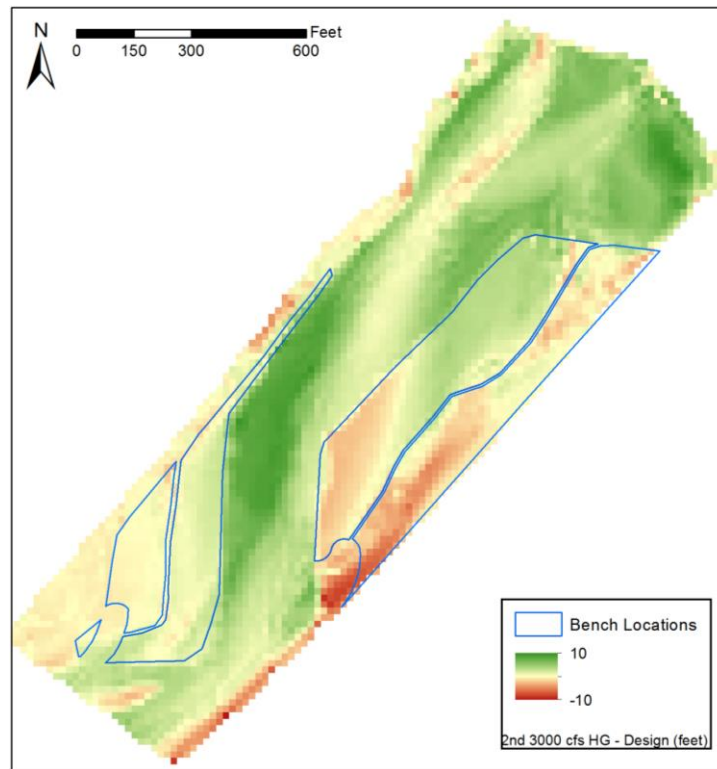 N
Feet
0 150 300 600
Bench Locations
10
-10
2nd 3000 cfs HG - Design (feet)